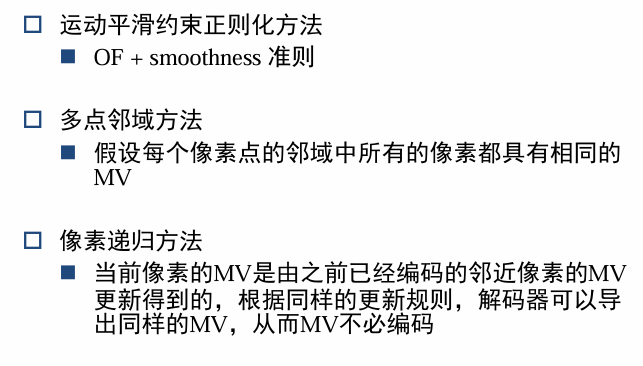 运动平滑约束正则化方法
OF + smoothness 准则
多点邻域方法
假设每个像素点的邻域中所有的像素都具有相同的
MV
像素递归方法
当前像素的MV是由之前已经编码的邻近像素的MV
更新得到的，根据同样的更新规则，解码器可以导
出同样的MV，从而MV不必编码